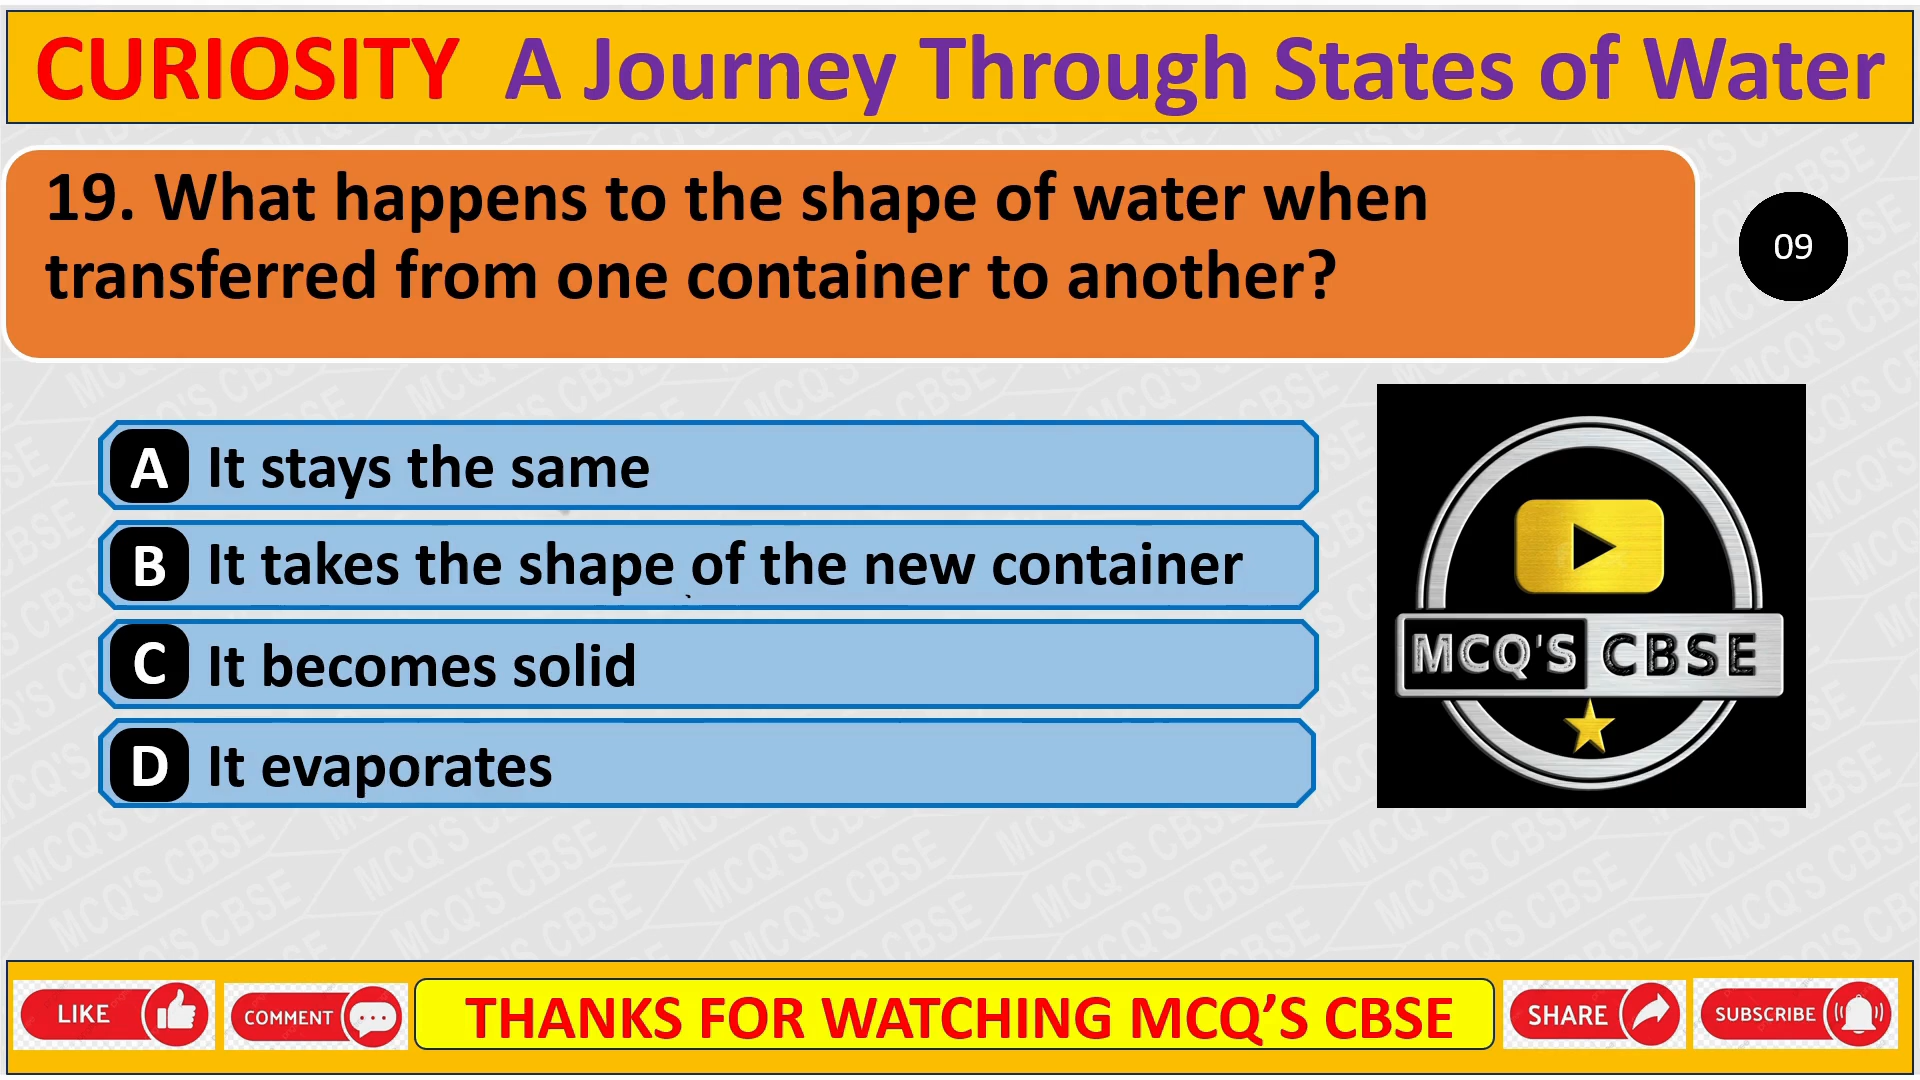 CURIOSITY A Journey Through States of Water
19. What happens to the shape of water when
transferred from one container to another?
09
A It stays the same
B It takes the shape of the new container
C It becomes solid
D It evaporates
MCQ'S CBSE
LIKE
COMMENT
THANKS FOR WATCHING MCQ’S CBSE
SHARE
SUBSCRIBE